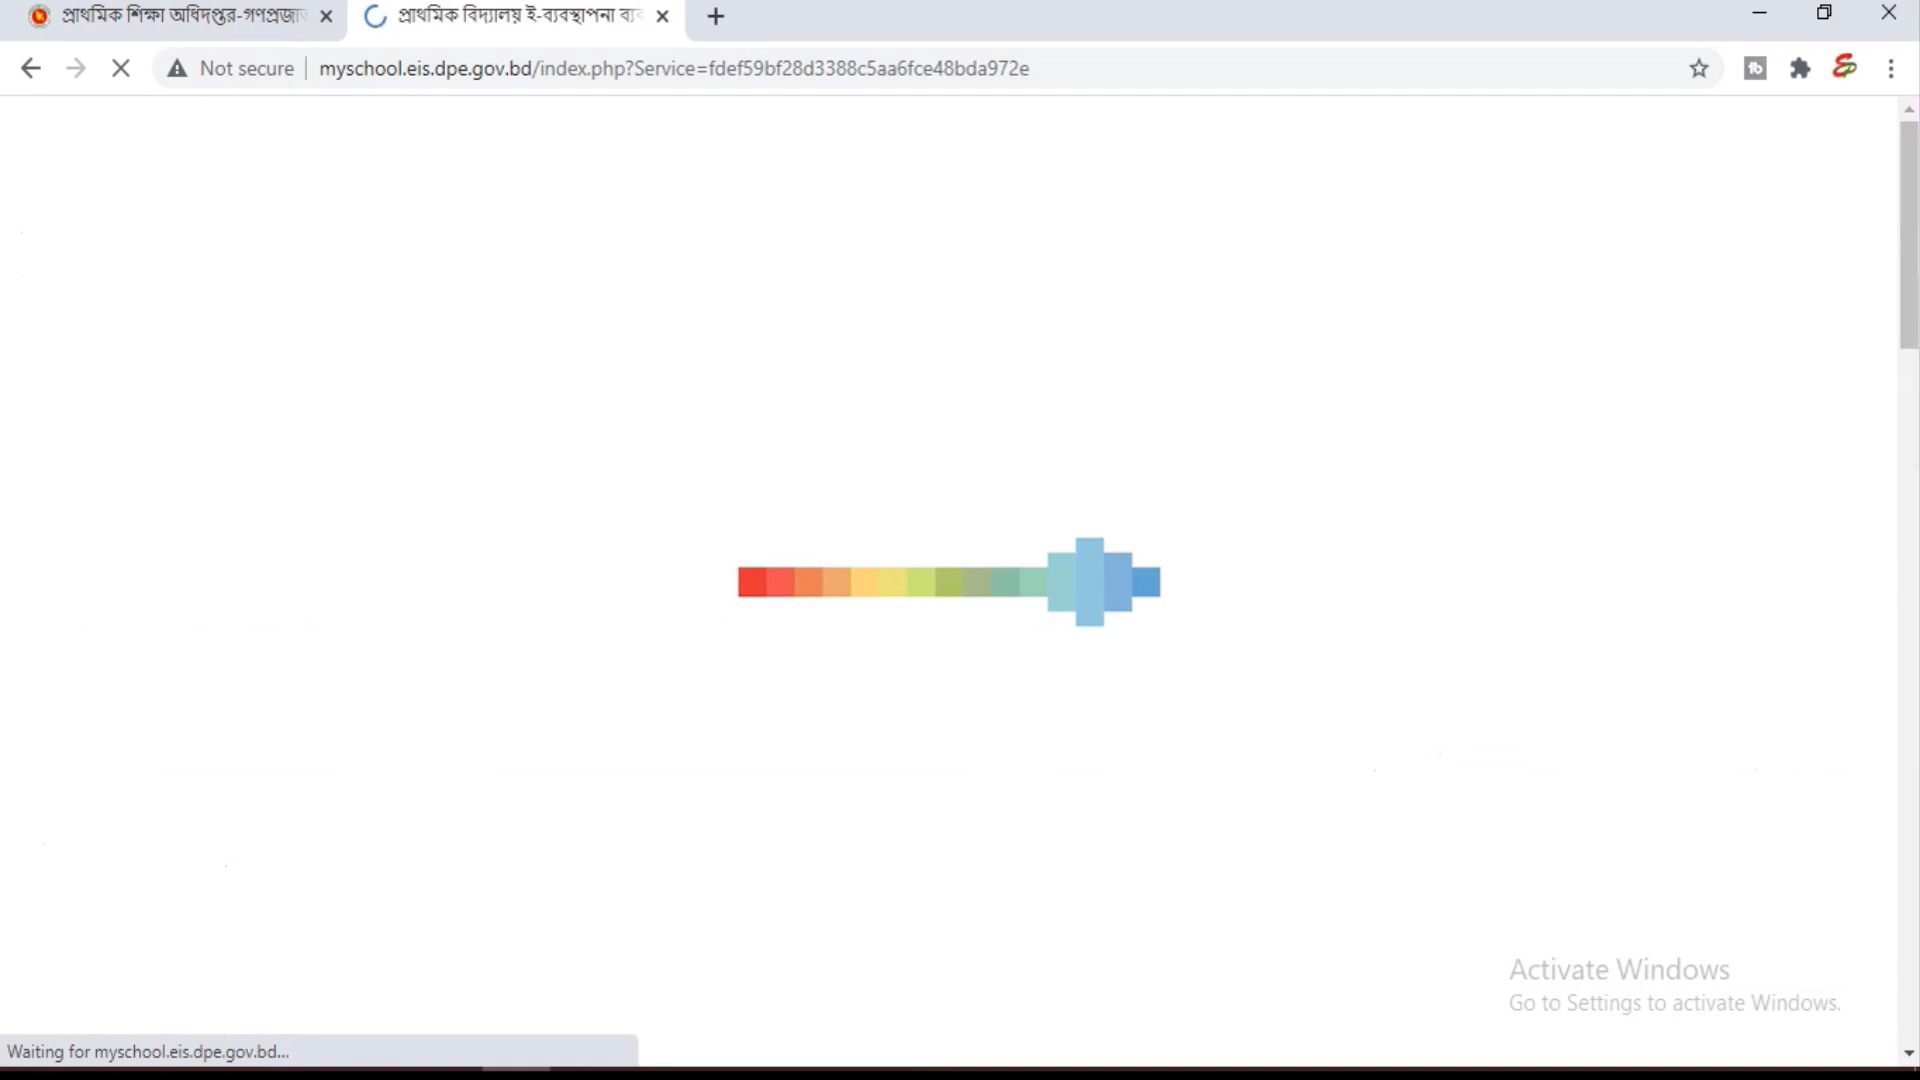 প্রাথমিক শিক্ষা অধিদপ্তর-গণপ্রজাত
প্রাথমিক বিদ্যালয় ই-ব্যবস্থাপনা ব্যব
Not secure
myschool.eis.dpe.gov.bd/index.php?Service=fdef59bf28d3388c5aa6fce48bda972e
Activate Windows
Go to Settings to activate Windows.
Waiting for myschool.eis.dpe.gov.bd...